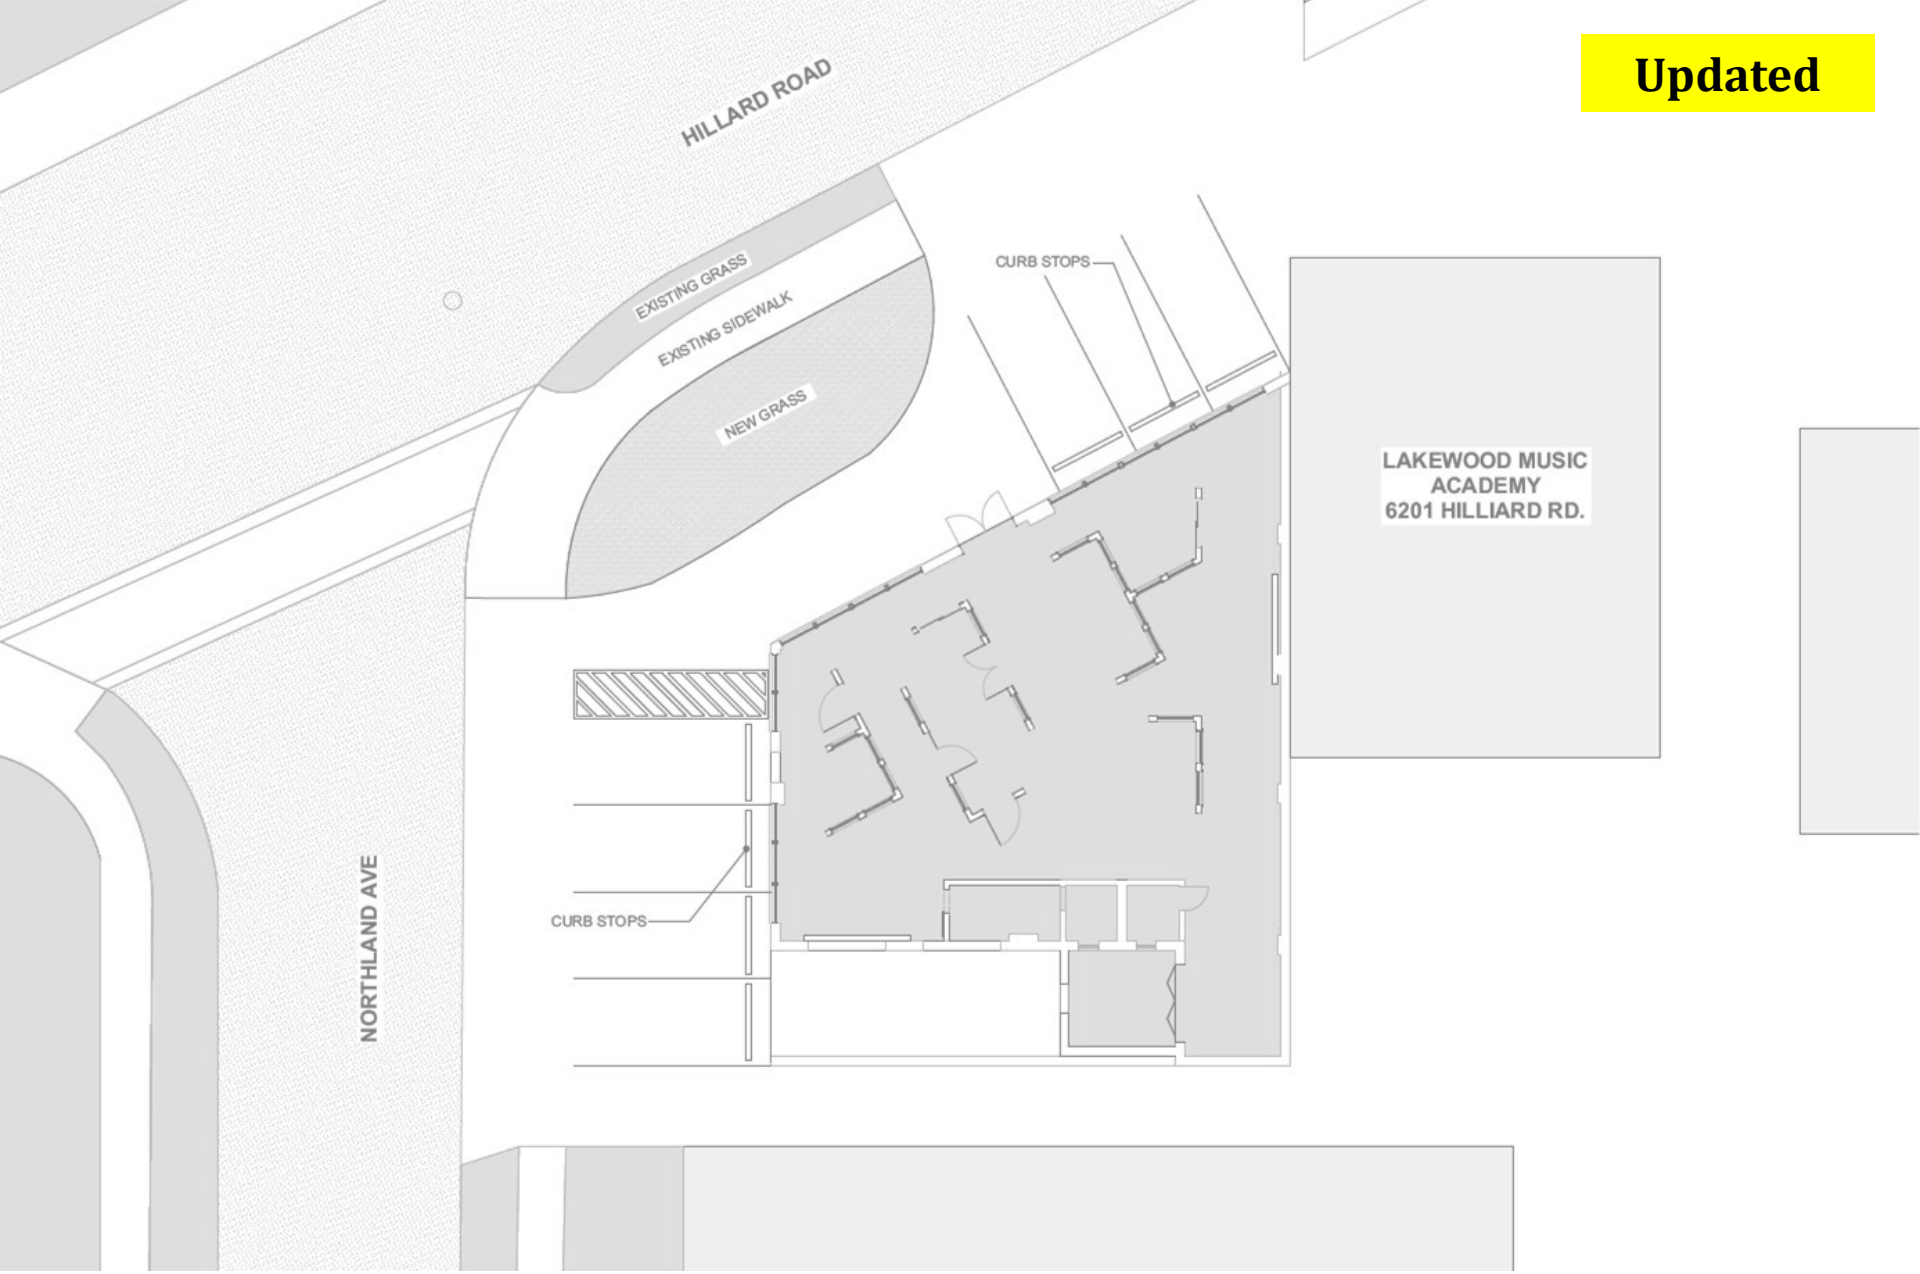 Updated
HILLARD ROAD
CURB STOPS
EXISTING GRASS
EXISTING SIDEWALK
NEW GRASS
LAKEWOOD MUSIC
ACADEMY
6201 HILLIARD RD.
NORTHLAND AVE
CURB STOPS